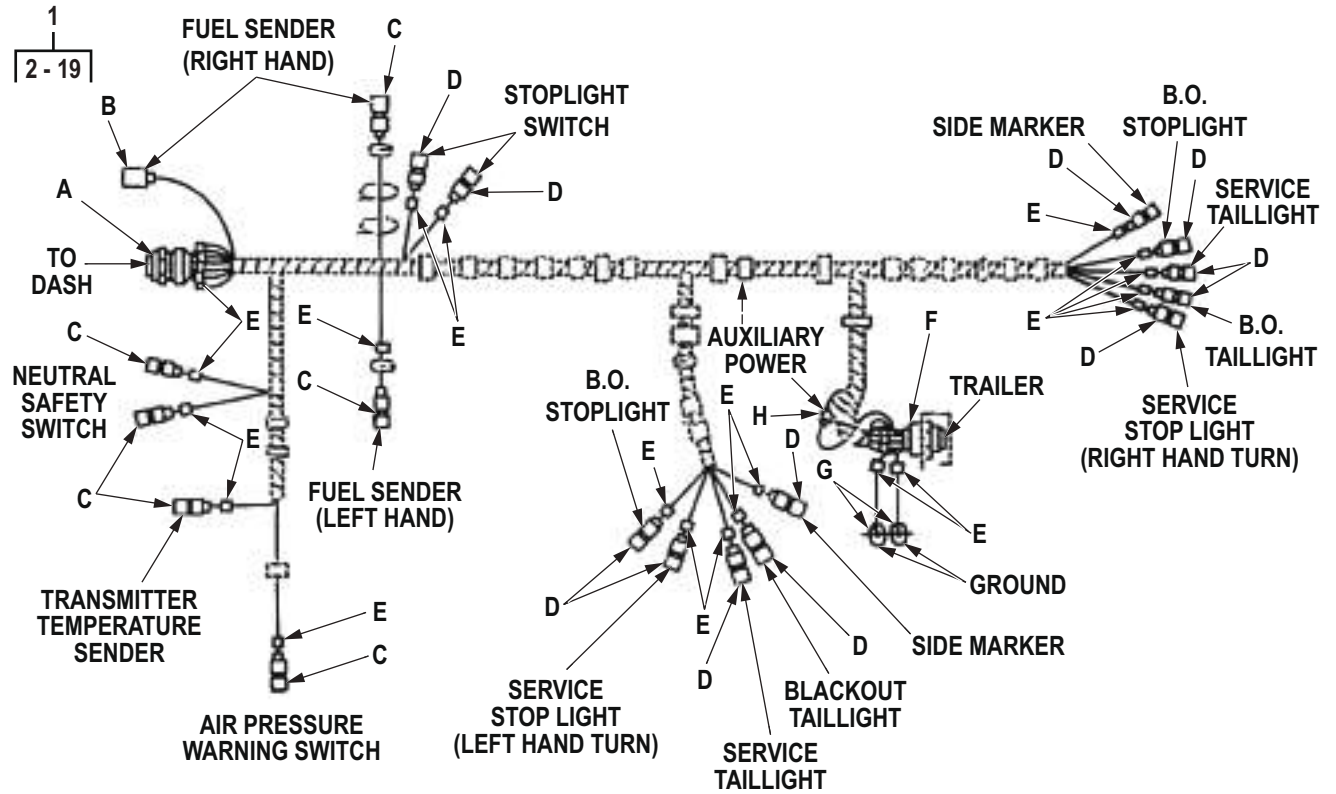 1
2 - 19
FUEL SENDER
(RIGHT HAND)
C
B
D
STOPLIGHT
SWITCH
D
A
TO
DASH
E
E
SIDE MARKER
D
E
B.O.
STOPLIGHT
D
SERVICE
TAILLIGHT
D
E
D
B.O.
TAILLIGHT
SERVICE
STOP LIGHT
(RIGHT HAND TURN)
C
NEUTRAL
SAFETY
SWITCH
E
C
E
C
FUEL SENDER
(LEFT HAND)
TRANSMITTER
TEMPERATURE
SENDER
E
C
AIR PRESSURE
WARNING SWITCH
AUXILIARY
POWER
F
TRAILER
H
G
E
GROUND
B.O.
STOPLIGHT
E
E
D
D
E
D
D
SIDE MARKER
SERVICE
STOP LIGHT
(LEFT HAND TURN)
BLACKOUT
TAILLIGHT
SERVICE
TAILLIGHT